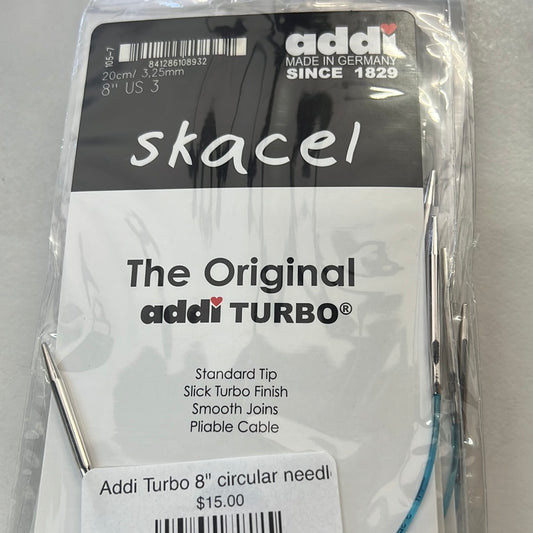 105-7
841286108932
20cm/ 3,25mm
8" US 3
addi
MADE IN GERMANY
SINCE 1829
skacel
The Original
addi TURBO®
Standard Tip
Slick Turbo Finish
Smooth Joins
Pliable Cable
Addi Turbo 8" circular needl
$15.00